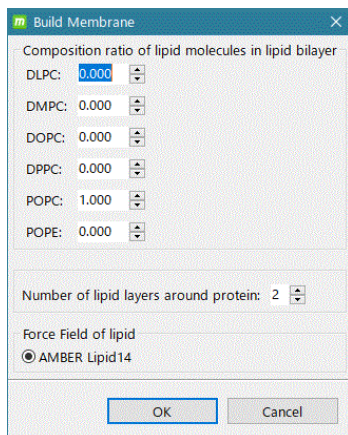 Build Membrane
Composition ratio of lipid molecules in lipid bilayer
DLPC: 0.000
DMPC: 0.000
DOPC: 0.000
DPPC: 0.000
POPC: 1.000
POPE: 0.000
Number of lipid layers around protein: 2
Force Field of lipid
AMBER Lipid14
OK Cancel